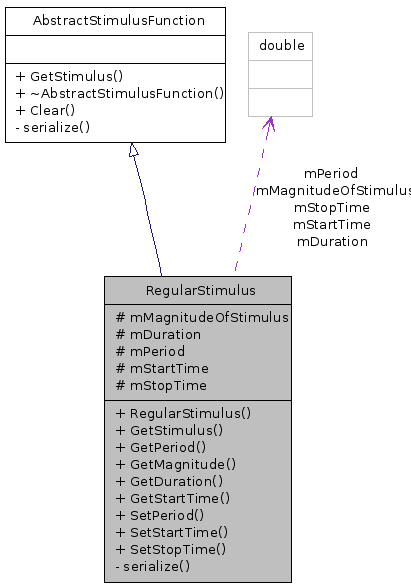 AbstractStimulusFunction
+ GetStimulus()
+ ~AbstractStimulusFunction()
+ Clear()
- serialize()
double
mPeriod
mMagnitudeOfStimulus
mStopTime
mStartTime
mDuration
RegularStimulus
# mMagnitudeOfStimulus
# mDuration
# mPeriod
# mStartTime
# mStopTime
+ RegularStimulus()
+ GetStimulus()
+ GetPeriod()
+ GetMagnitude()
+ GetDuration()
+ GetStartTime()
+ SetPeriod()
+ SetStartTime()
+ SetStopTime()
- serialize()